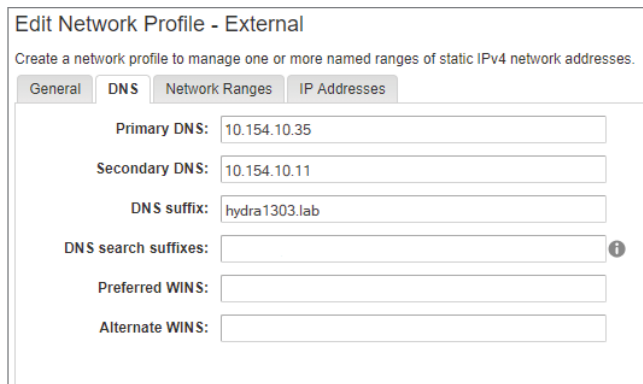 Edit Network Profile - External
Create a network profile to manage one or more named ranges of static IPv4 network addresses.
General DNS Network Ranges IP Addresses
Primary DNS: 10.154.10.35
Secondary DNS: 10.154.10.11
DNS suffix: hydra1303.lab
DNS search suffixes:
Preferred WINS:
Alternate WINS: